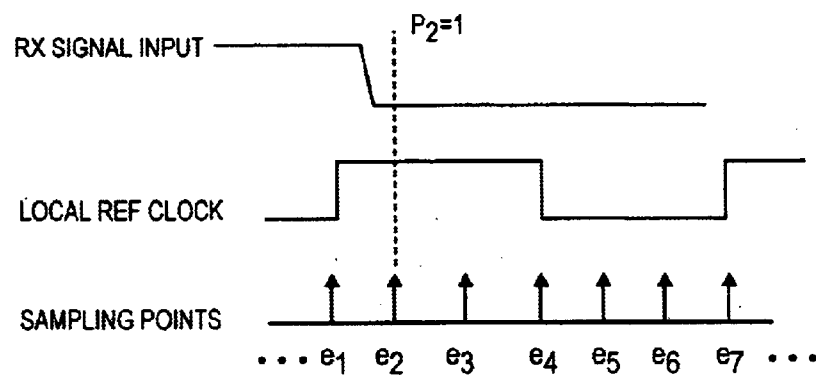 P2=1
RX SIGNAL INPUT
LOCAL REF CLOCK
SAMPLING POINTS
••• e1 e2 e3 e4 e5 e6 e7 •••